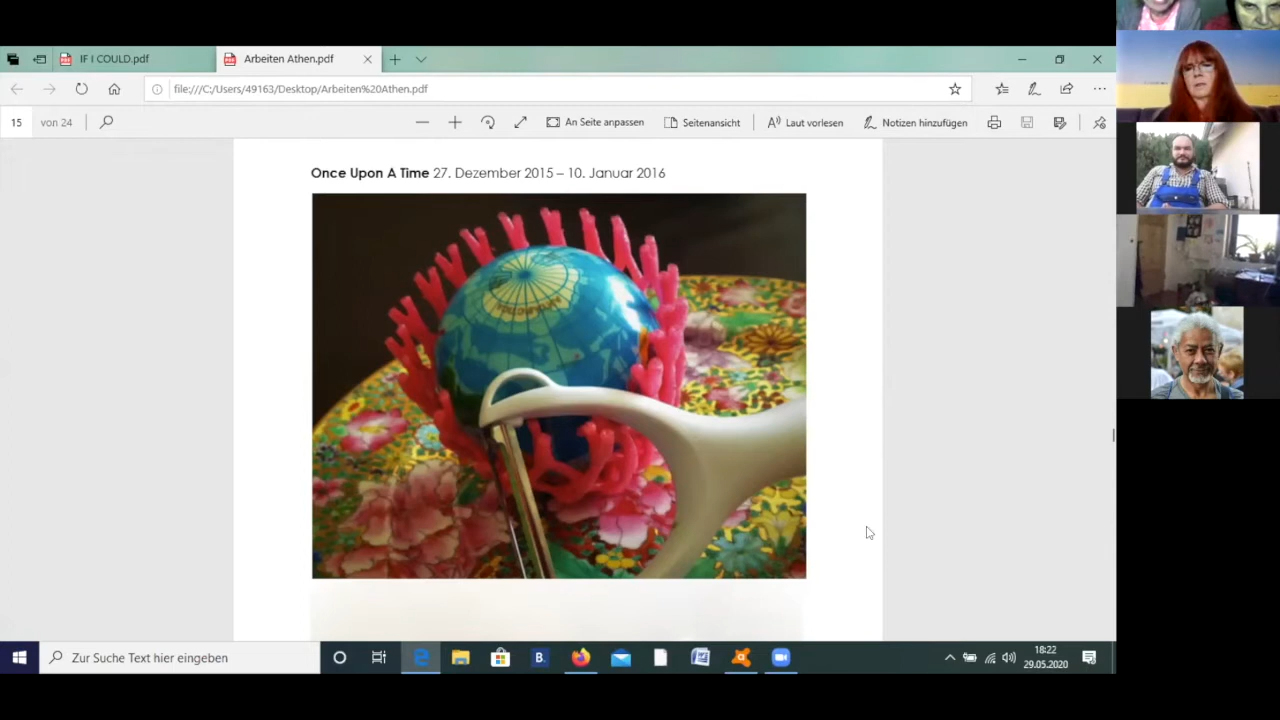 IF I COULD.pdf
Arbeiten Athen.pdf
file:///C:/Users/49163/Desktop/Arbeiten%20Athen.pdf
15 von 24
An Seite anpassen
Seitenansicht
Laut vorlesen
Notizen hinzufügen
Once Upon A Time 27. Dezember 2015 – 10. Januar 2016
Zur Suche Text hier eingeben
B.
18:22
29.05.2020